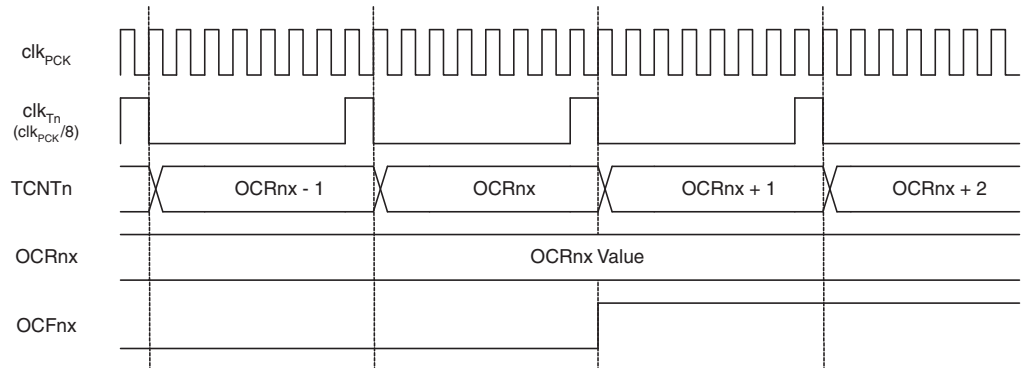 clkPCK
clkTn
(clkPCK/8)
TCNTn
OCRnx - 1
OCRnx
OCRnx + 1
OCRnx + 2
OCRnx
OCRnx Value
OCFnx